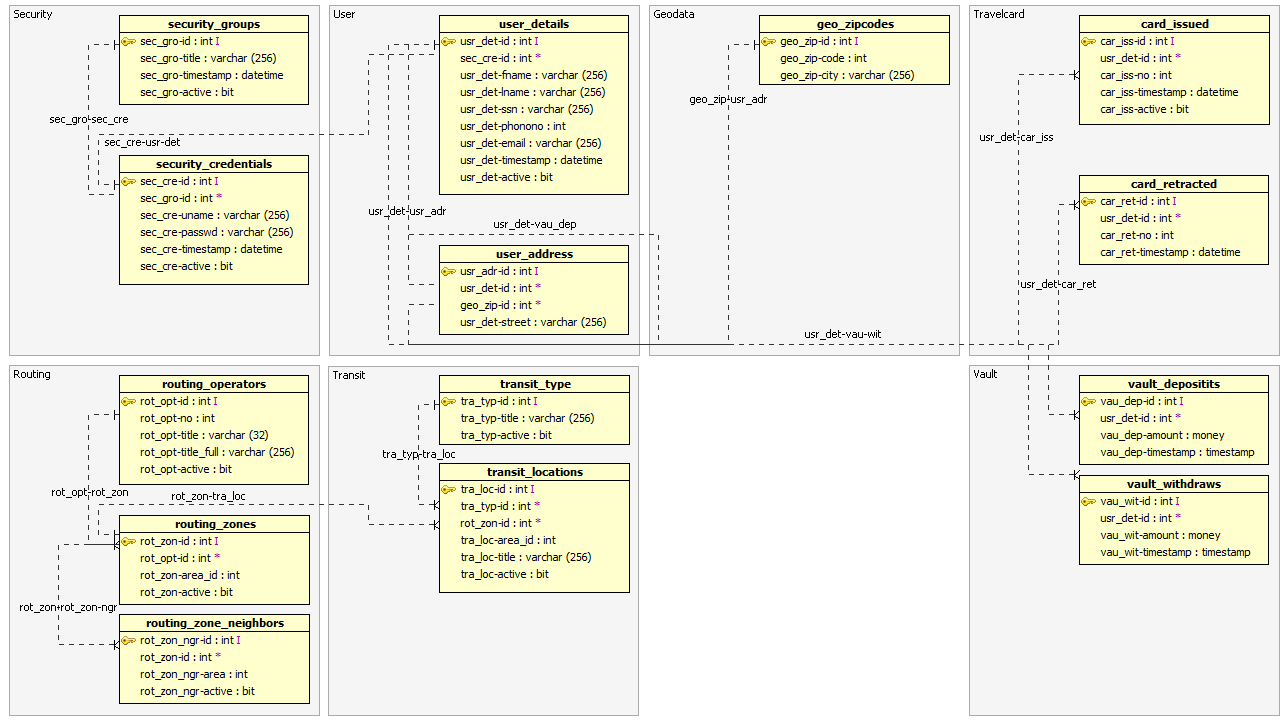 Security
security_groups
sec_gro-id : int I
sec_gro-title : varchar (256)
sec_gro-timestamp : datetime
sec_gro-active : bit
sec_gro-sec_cre
sec_cre-usr-det
security_credentials
sec_cre-id : int I
sec_gro-id : int *
sec_cre-uname : varchar (256)
sec_cre-passwd : varchar (256)
sec_cre-timestamp : datetime
sec_cre-active : bit
User
user_details
usr_det-id : int I
sec_cre-id : int *
usr_det-fname : varchar (256)
usr_det-lname : varchar (256)
usr_det-ssn : varchar (256)
usr_det-phonono : int
usr_det-email : varchar (256)
usr_det-timestamp : datetime
usr_det-active : bit
usr_det-usr_adr
usr_det-vau_dep
user_address
usr_adr-id : int I
usr_det-id : int *
geo_zip-id : int *
usr_det-street : varchar (256)
Geodata
geo_zipcodes
geo_zip-id : int I
geo_zip-code : int
geo_zip-city : varchar (256)
geo_zip-usr_adr
usr_det-vau-wit
Travelcard
card_issued
car_iss-id : int I
usr_det-id : int *
car_iss-no : int
car_iss-timestamp : datetime
car_iss-active : bit
usr_det-car_iss
card_retracted
car_ret-id : int I
usr_det-id : int *
car_ret-no : int
car_ret-timestamp : datetime
usr_det-car_ret
Routing
routing_operators
rot_opt-id : int I
rot_opt-no : int
rot_opt-title : varchar (32)
rot_opt-title_full : varchar (256)
rot_opt-active : bit
rot_opt-rot_zon
rot_zon-tra_loc
routing_zones
rot_zon-id : int I
rot_opt-id : int *
rot_zon-area_id : int
rot_zon-active : bit
rot_zon-rot_zon-ngr
routing_zone_neighbors
rot_zon_ngr-id : int I
rot_zon-id : int *
rot_zon_ngr-area : int
rot_zon_ngr-active : bit
Transit
transit_type
tra_typ-id : int I
tra_typ-title : varchar (256)
tra_typ-active : bit
tra_typ-tra_loc
transit_locations
tra_loc-id : int I
tra_typ-id : int *
rot_zon-id : int *
tra_loc-area_id : int
tra_loc-title : varchar (256)
tra_loc-active : bit
Vault
vault_depositits
vau_dep-id : int I
usr_det-id : int *
vau_dep-amount : money
vau_dep-timestamp : timestamp
vault_withdraws
vau_wit-id : int I
usr_det-id : int *
vau_wit-amount : money
vau_wit-timestamp : timestamp